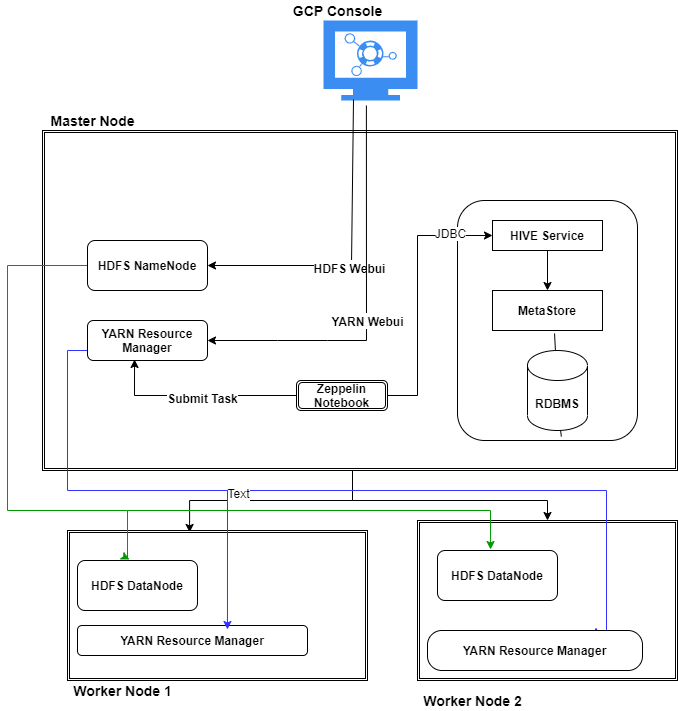 GCP Console
Master Node
JDBC
HIVE Service
HDFS NameNode
HDFS Webui
MetaStore
YARN Webui
YARN Resource
Manager
Zeppelin
Notebook
Submit Task
RDBMS
Text
HDFS DataNode
HDFS DataNode
YARN Resource Manager
YARN Resource Manager
Worker Node 1
Worker Node 2